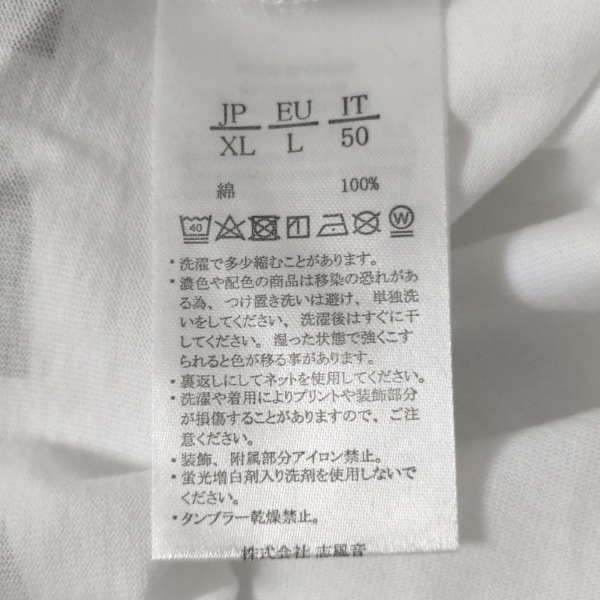 JP EU IT
XL L 50
綿 100%
40 W
・洗濯で多少縮むことがあります。
・濃色や配色の商品は移染の恐れがあ
る為、つけ置き洗いは避け、単独洗
いをしてください、洗濯後はすぐに干
してください。湿った状態で強くこす
られると色が移る事があります。
・裏返しにしてネットを使用してください。
・洗濯や着用によりプリントや装飾部分
が損傷することがありますので、ご注
意ください。
・装飾、附属部分アイロン禁止。
・蛍光増白剤入り洗剤を使用しないで
ください。
・タンブラー乾燥禁止。
株式会社 志風音